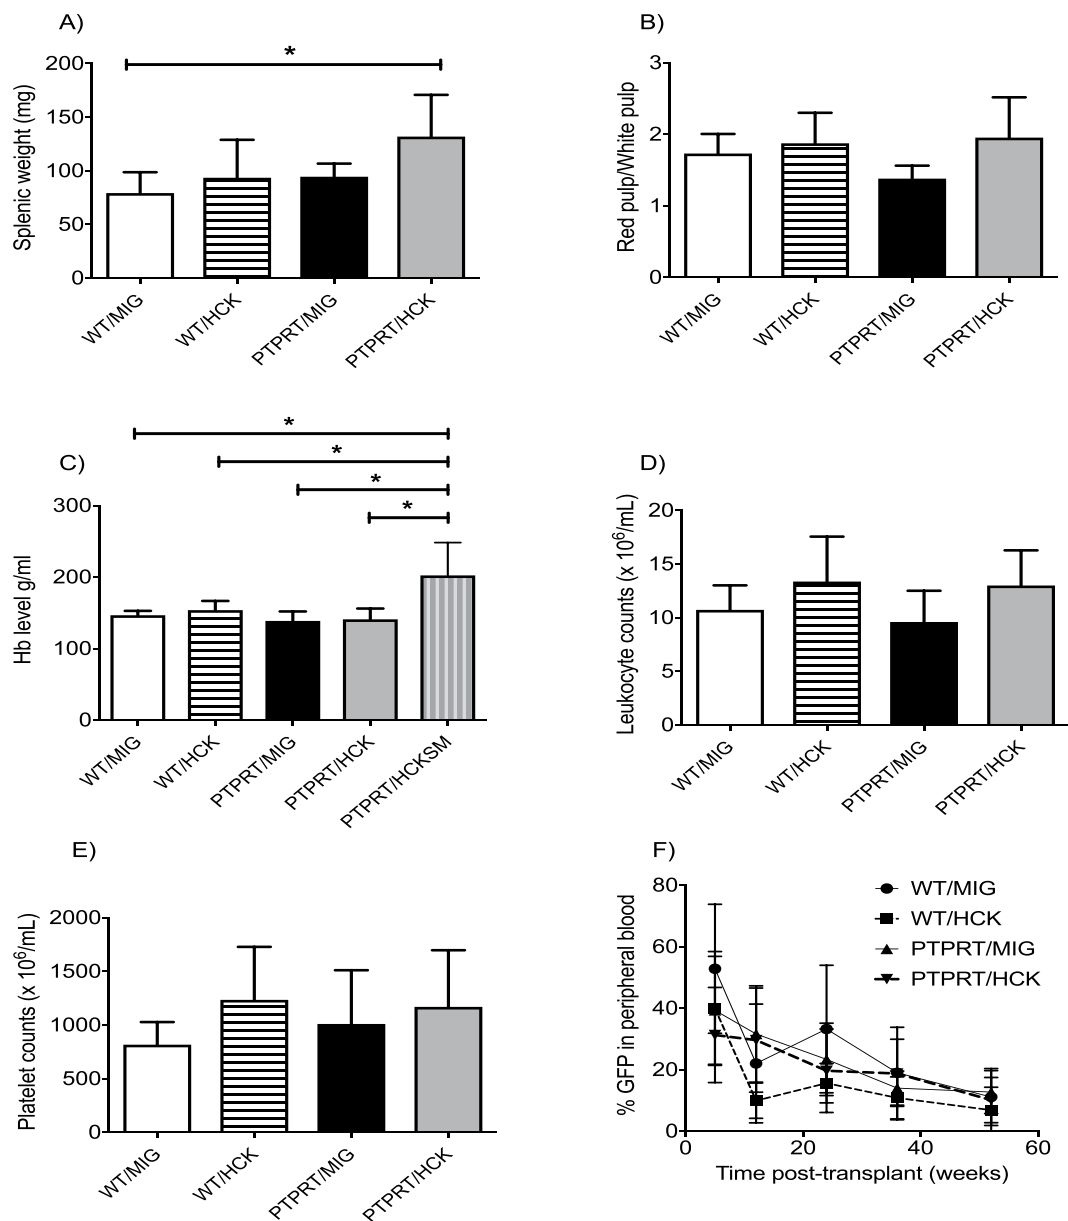 A)
*
Splenic weight (mg)
200
150
100
50
0
WT/MIG
WT/HCK
PTPRT/MIG
PTPRT/HCK
B)
Red pulp/White pulp
3
2
1
0
WT/MIG
WT/HCK
PTPRT/MIG
PTPRT/HCK
C)
*
*
*
*
Hb level g/ml
300
200
100
0
WT/MIG
WT/HCK
PTPRT/MIG
PTPRT/HCK
PTPRT/HCKSM
D)
Leukocyte counts (x 10⁶/mL)
20
15
10
5
0
WT/MIG
WT/HCK
PTPRT/MIG
PTPRT/HCK
E)
Platelet counts (x 10⁶/mL)
2000
1500
1000
500
0
WT/MIG
WT/HCK
PTPRT/MIG
PTPRT/HCK
F)
% GFP in peripheral blood
80
60
40
20
0
0 20 40 60
Time post-transplant (weeks)
WT/MIG
WT/HCK
PTPRT/MIG
PTPRT/HCK